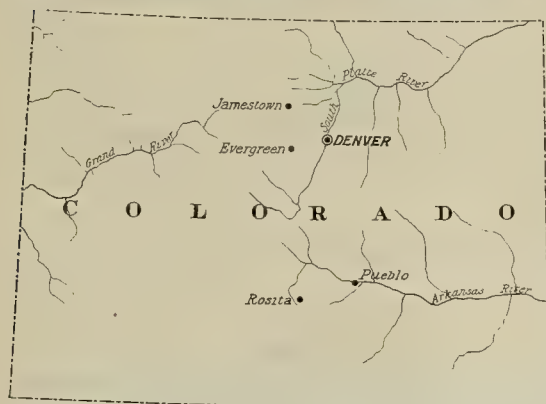 South Platte River
Jamestown
DENVER
Evergreen
Grand River
COLORADO
Pueblo
Rosita
Arkansas River